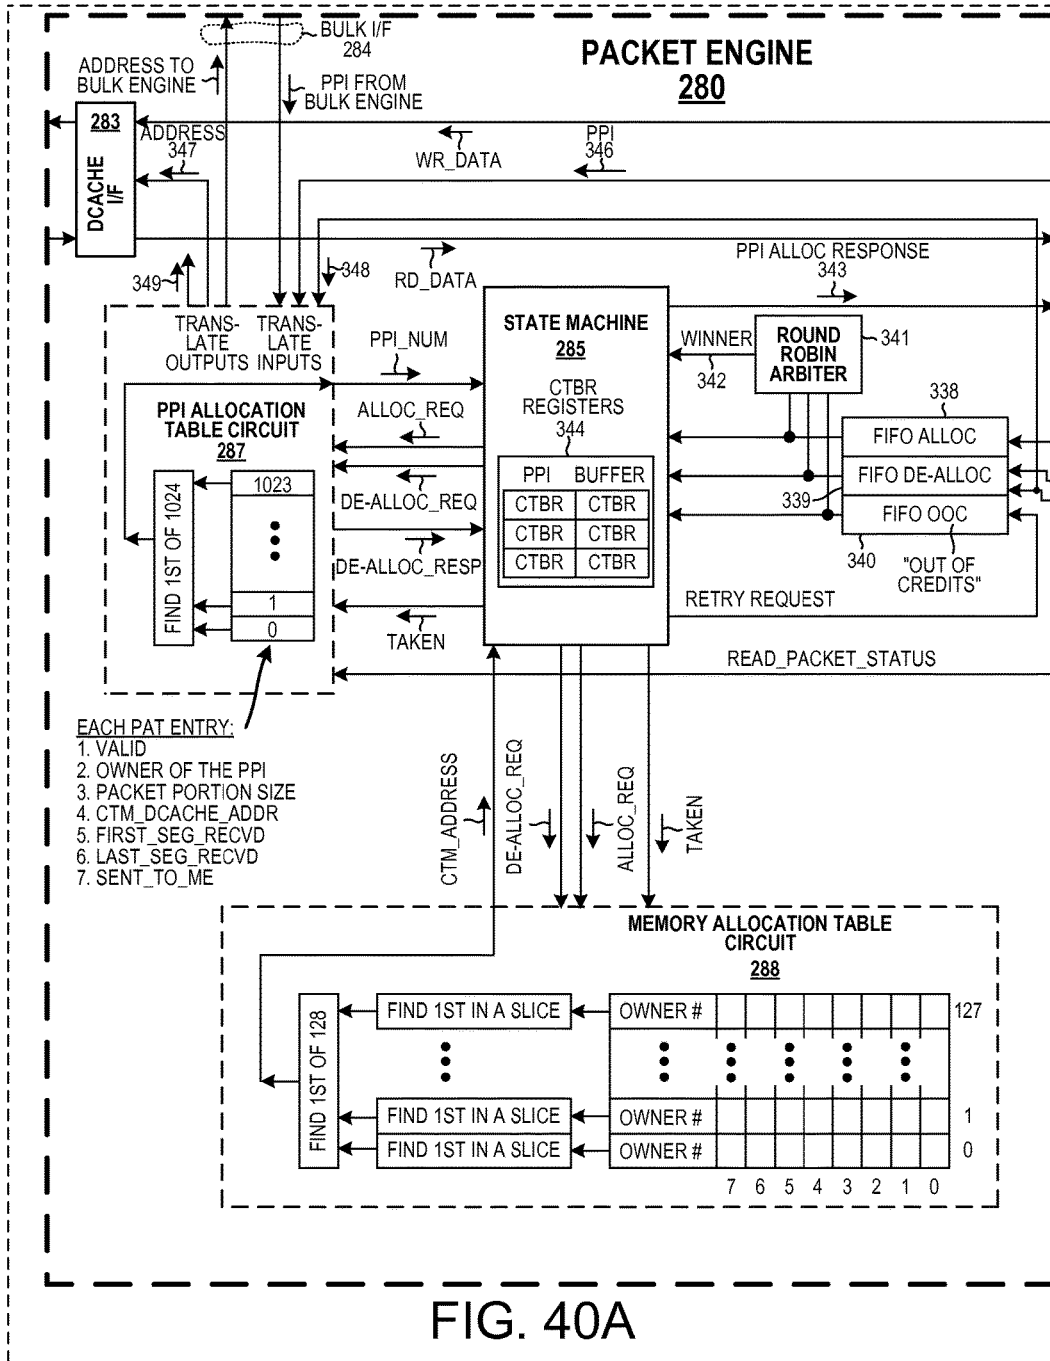 BULK I/F
284
PACKET ENGINE
280
ADDRESS TO
BULK ENGINE
PPI FROM
BULK ENGINE
283
DCACHE
I/F
ADDRESS
347
WR_DATA
PPI
346
349
348
RD_DATA
PPI ALLOC RESPONSE
343
TRANS-
LATE
OUTPUTS
TRANS-
LATE
INPUTS
PPI_NUM
STATE MACHINE
285
WINNER
342
ROUND
ROBIN
ARBITER
341
CTBR
REGISTERS
344
PPI BUFFER
CTBR CTBR
CTBR CTBR
CTBR CTBR
338
FIFO ALLOC
FIFO DE-ALLOC
339
FIFO OOC
340
"OUT OF
CREDITS"
PPI ALLOCATION
TABLE CIRCUIT
287
ALLOC_REQ
DE-ALLOC_REQ
DE-ALLOC_RESP
TAKEN
FIND 1ST OF 1024
1023
1
0
RETRY REQUEST
READ_PACKET_STATUS
EACH PAT ENTRY:
1. VALID
2. OWNER OF THE PPI
3. PACKET PORTION SIZE
4. CTM_DCACHE_ADDR
5. FIRST_SEG_RECVD
6. LAST_SEG_RECVD
7. SENT_TO_ME
CTM_ADDRESS
DE-ALLOC_REQ
ALLOC_REQ
TAKEN
MEMORY ALLOCATION TABLE
CIRCUIT
288
FIND 1ST OF 128
FIND 1ST IN A SLICE OWNER # 127
FIND 1ST IN A SLICE OWNER # 1
FIND 1ST IN A SLICE OWNER # 0
7 6 5 4 3 2 1 0
FIG. 40A